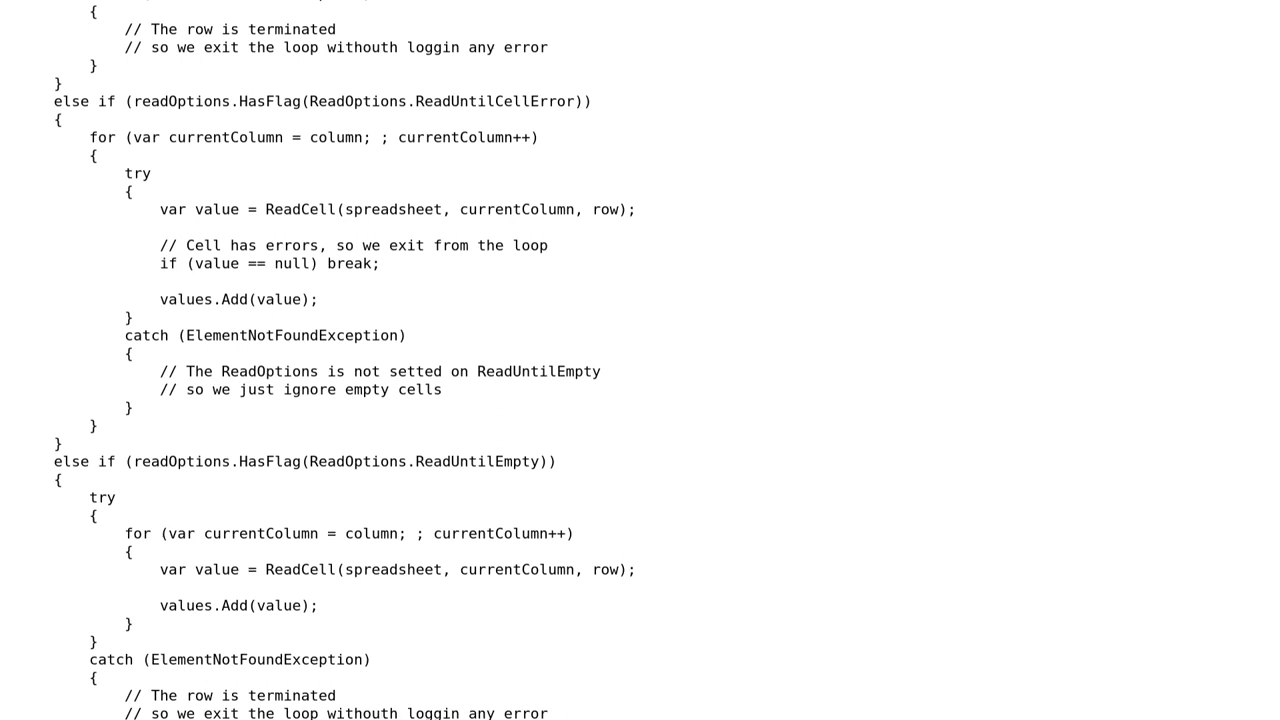 {
// The row is terminated
// so we exit the loop withouth loggin any error
}
}
else if (readOptions.HasFlag(ReadOptions.ReadUntilCellError))
{
for (var currentColumn = column; ; currentColumn++)
{
try
{
var value = ReadCell(spreadsheet, currentColumn, row);
// Cell has errors, so we exit from the loop
if (value == null) break;
values.Add(value);
}
catch (ElementNotFoundException)
{
// The ReadOptions is not setted on ReadUntilEmpty
// so we just ignore empty cells
}
}
}
else if (readOptions.HasFlag(ReadOptions.ReadUntilEmpty))
{
try
{
for (var currentColumn = column; ; currentColumn++)
{
var value = ReadCell(spreadsheet, currentColumn, row);
values.Add(value);
}
}
catch (ElementNotFoundException)
{
// The row is terminated
// so we exit the loop withouth loggin any error